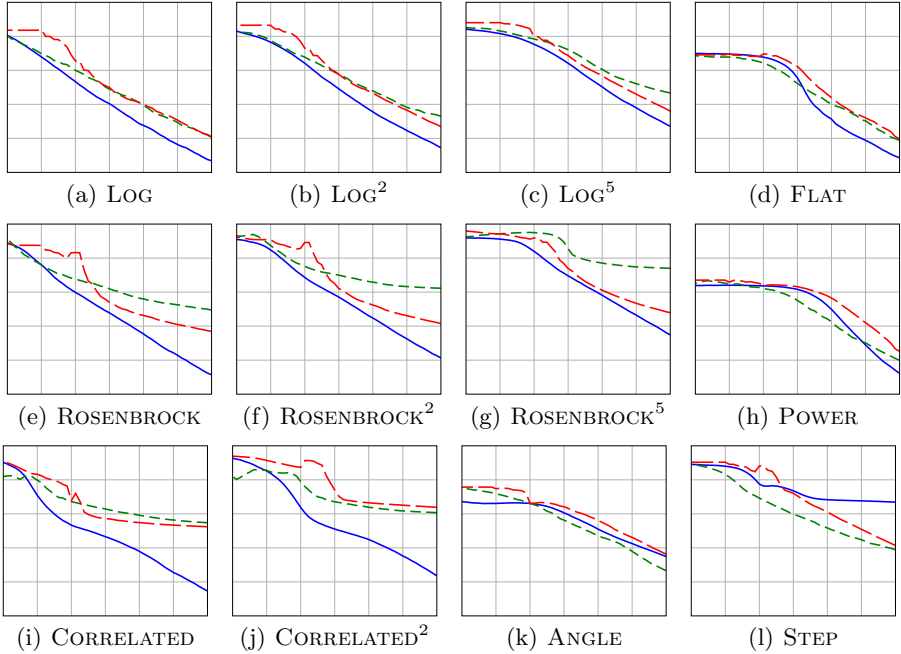 (a) LOG
(b) LOG²
(c) LOG⁵
(d) FLAT
(e) ROSENBROCK
(f) ROSENBROCK²
(g) ROSENBROCK⁵
(h) POWER
(i) CORRELATED
(j) CORRELATED²
(k) ANGLE
(l) STEP